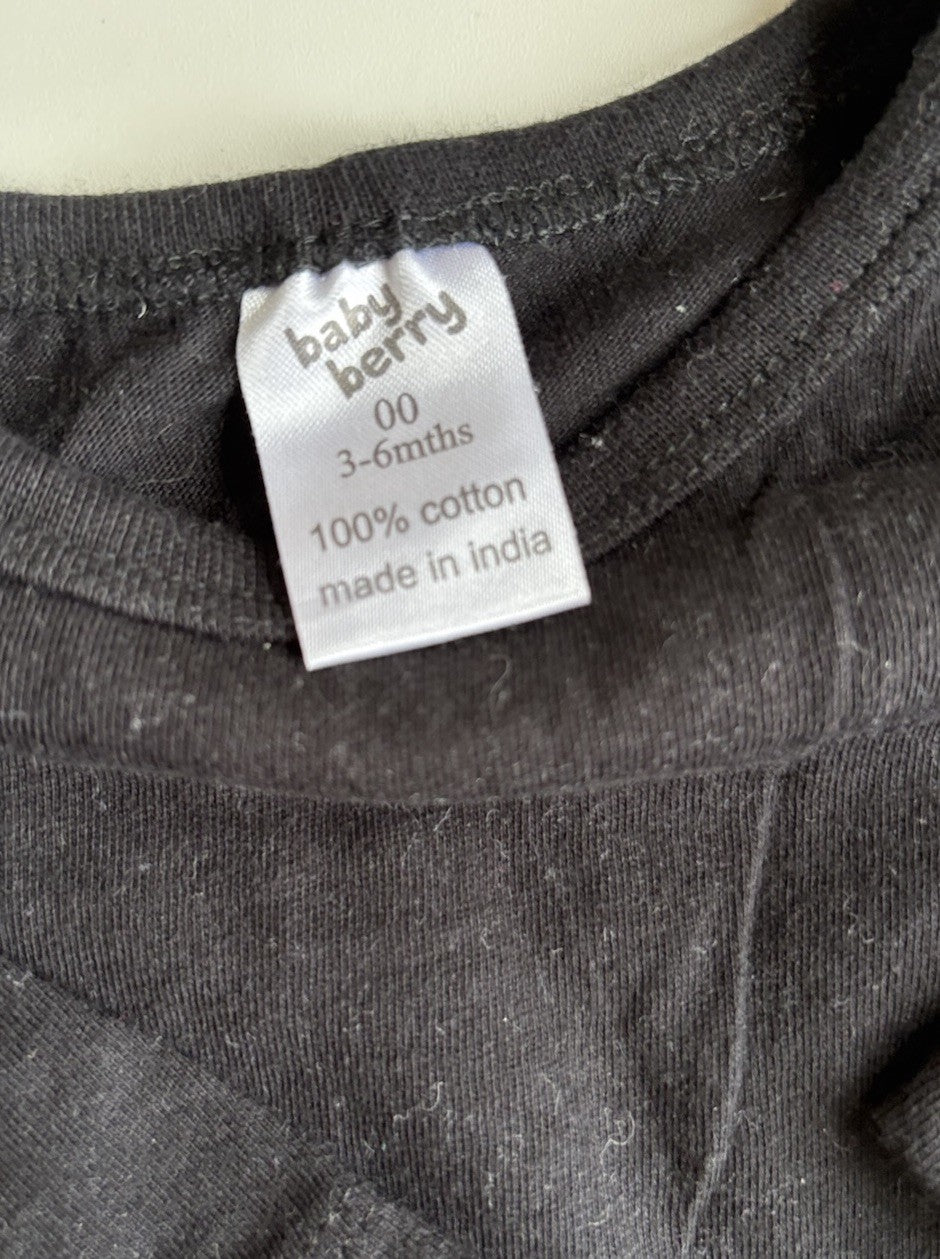 baby
berry
00
3-6mths
100% cotton
made in india